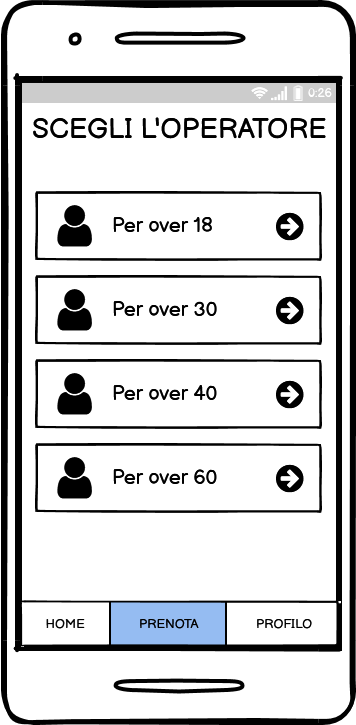 0:26
SCEGLI L'OPERATORE
Per over 18
Per over 30
Per over 40
Per over 60
HOME PRENOTA PROFILO